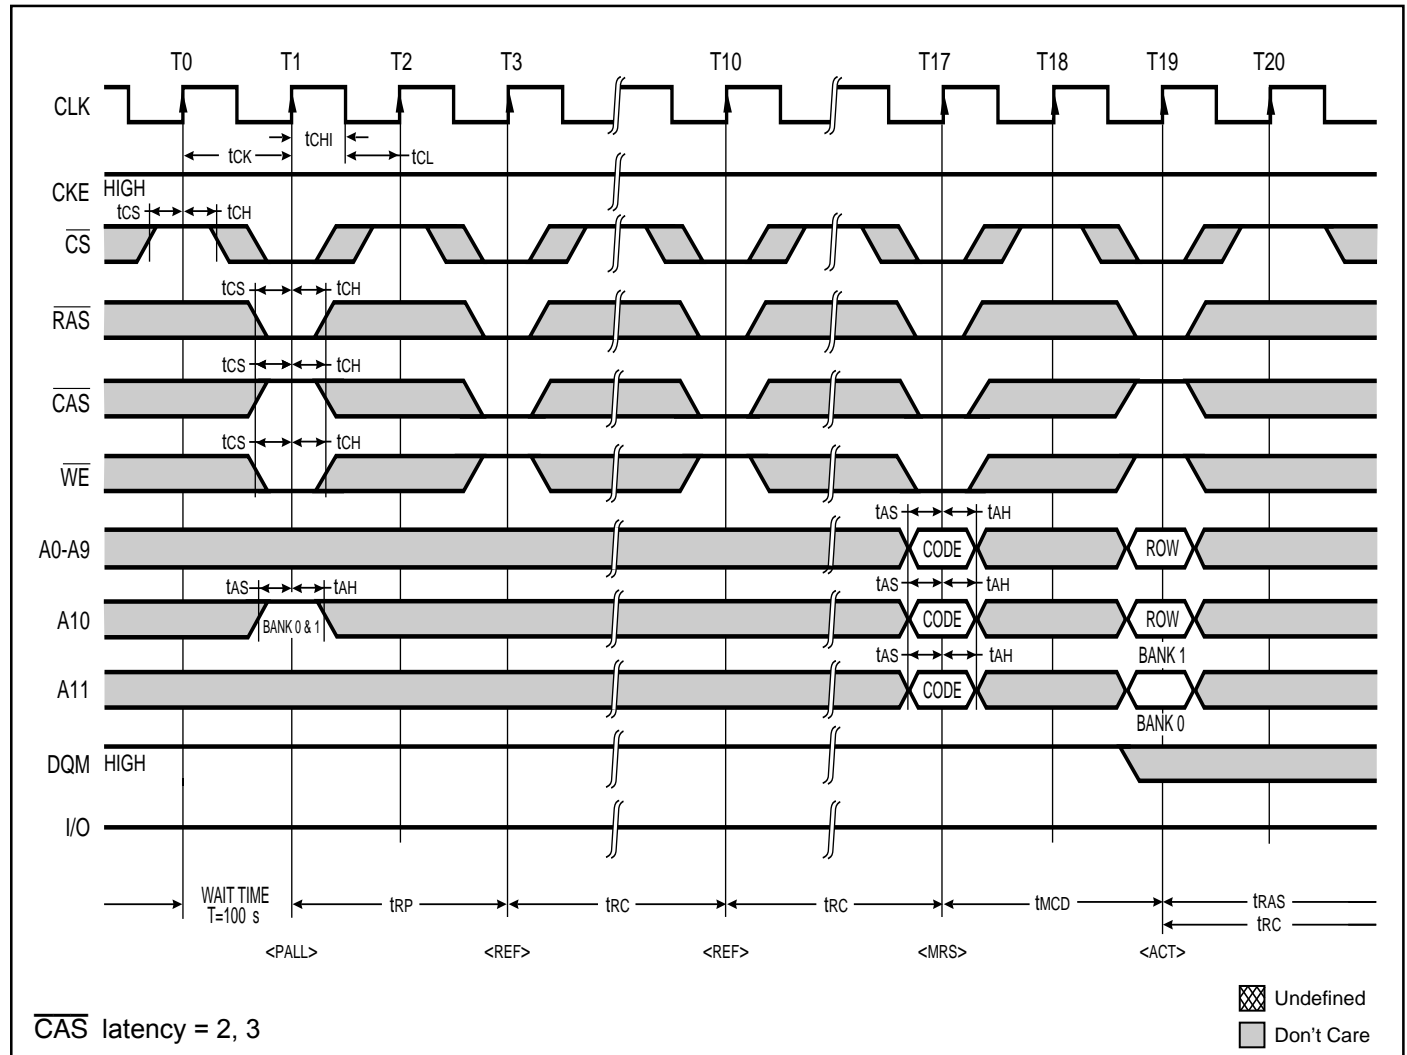 T0 T1 T2 T3 T10 T17 T18 T19 T20
CLK
tCHI
tCK tCL
CKE HIGH
tCS tCH
CS
tCS tCH
RAS
tCS tCH
CAS
tCS tCH
WE
tAS tAH
A0-A9 CODE ROW
tAS tAH tAS tAH
A10 BANK 0 & 1 CODE ROW
tAS tAH BANK 1
A11 CODE
BANK 0
DQM HIGH
I/O
WAIT TIME
T=100 s
tRP tRC tRC tMCD tRAS
tRC
<PALL> <REF> <REF> <MRS> <ACT>
Undefined
CAS latency = 2, 3
Don't Care